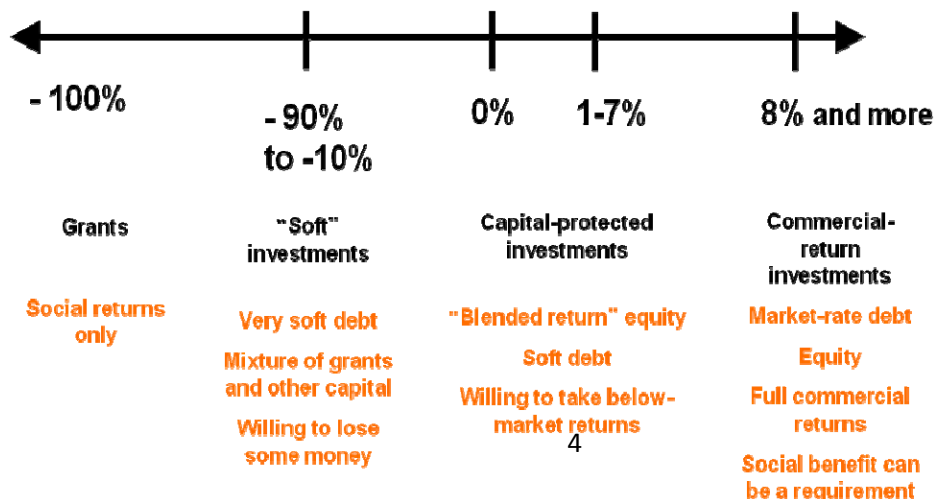 - 100%
- 90%
to -10%
0%
1-7%
8% and more
Grants
Social returns
only
"Soft"
investments
Very soft debt
Mixture of grants
and other capital
Willing to lose
some money
Capital-protected
investments
"Blended return" equity
Soft debt
Willing to take below-
market returns
4
Commercial-
return
investments
Market-rate debt
Equity
Full commercial
returns
Social benefit can
be a requirement